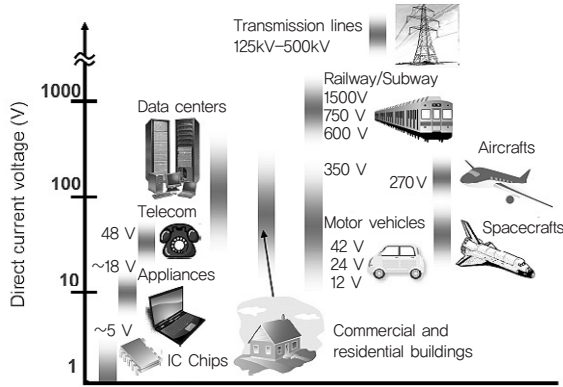 Transmission lines
125kV–500kV
Railway/Subway
1500V
750 V
600 V
350 V
Data centers
Aircrafts
270 V
Telecom
48 V
Motor vehicles
42 V
24 V
12 V
Spacecrafts
~18 V
Appliances
~5 V
IC Chips
Commercial and
residential buildings
Direct current voltage (V)
1000
100
10
1